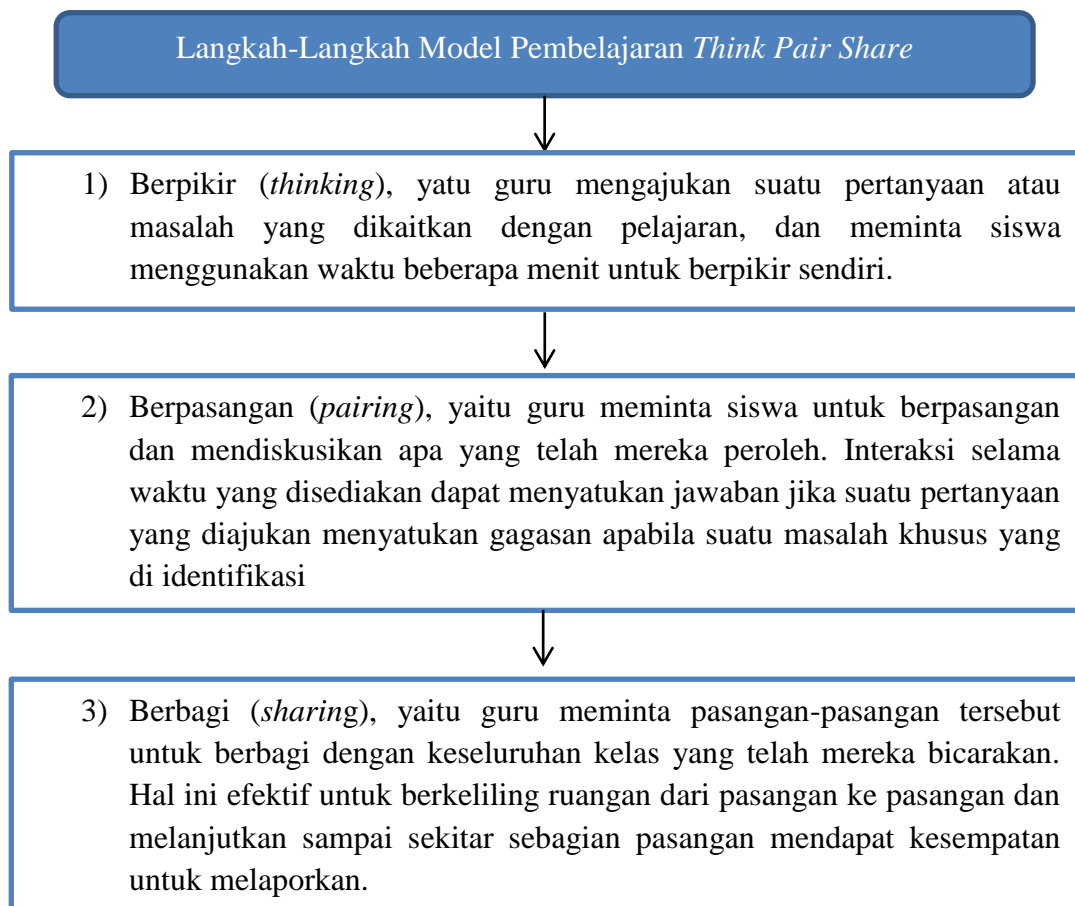 Langkah-Langkah Model Pembelajaran Think Pair Share
1) Berpikir (thinking), yatu guru mengajukan suatu pertanyaan atau
masalah yang dikaitkan dengan pelajaran, dan meminta siswa
menggunakan waktu beberapa menit untuk berpikir sendiri.
2) Berpasangan (pairing), yaitu guru meminta siswa untuk berpasangan
dan mendiskusikan apa yang telah mereka peroleh. Interaksi selama
waktu yang disediakan dapat menyatukan jawaban jika suatu pertanyaan
yang diajukan menyatukan gagasan apabila suatu masalah khusus yang
di identifikasi
3) Berbagi (sharing), yaitu guru meminta pasangan-pasangan tersebut
untuk berbagi dengan keseluruhan kelas yang telah mereka bicarakan.
Hal ini efektif untuk berkeliling ruangan dari pasangan ke pasangan dan
melanjutkan sampai sekitar sebagian pasangan mendapat kesempatan
untuk melaporkan.